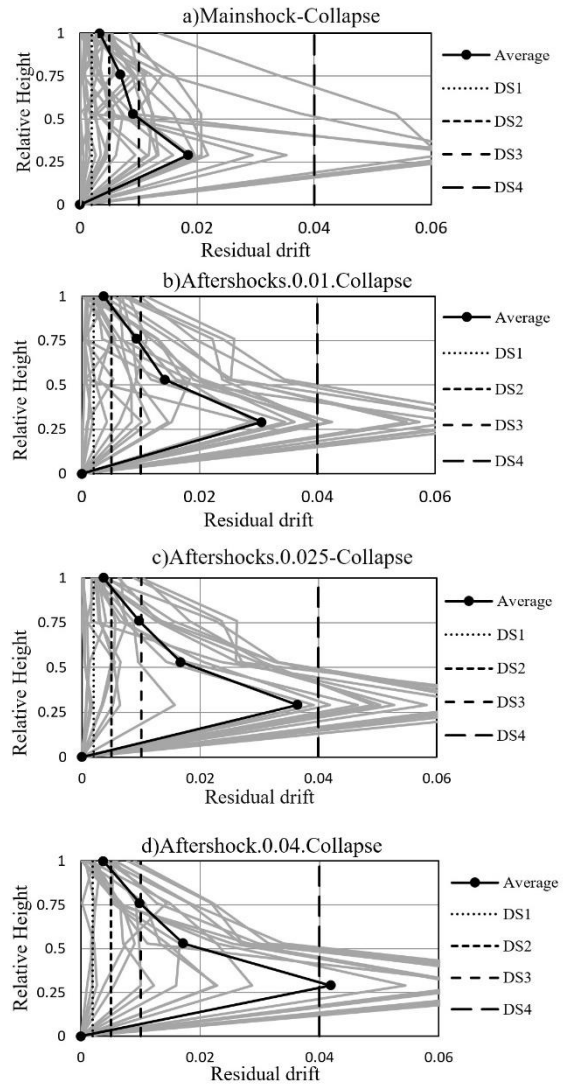 a)Mainshock-Collapse
1
0.75
0.5
0.25
0
Relative Height
0
0.02
0.04
0.06
Residual drift
Average
DS1
DS2
DS3
DS4
b)Aftershocks.0.01.Collapse
1
0.75
0.5
0.25
0
Relative Height
0
0.02
0.04
0.06
Residual drift
Average
DS1
DS2
DS3
DS4
c)Aftershocks.0.025-Collapse
1
0.75
0.5
0.25
0
Relative Height
0
0.02
0.04
0.06
Residual drift
Average
DS1
DS2
DS3
DS4
d)Aftershock.0.04.Collapse
1
0.75
0.5
0.25
0
Relative Height
0
0.02
0.04
0.06
Residual drift
Average
DS1
DS2
DS3
DS4